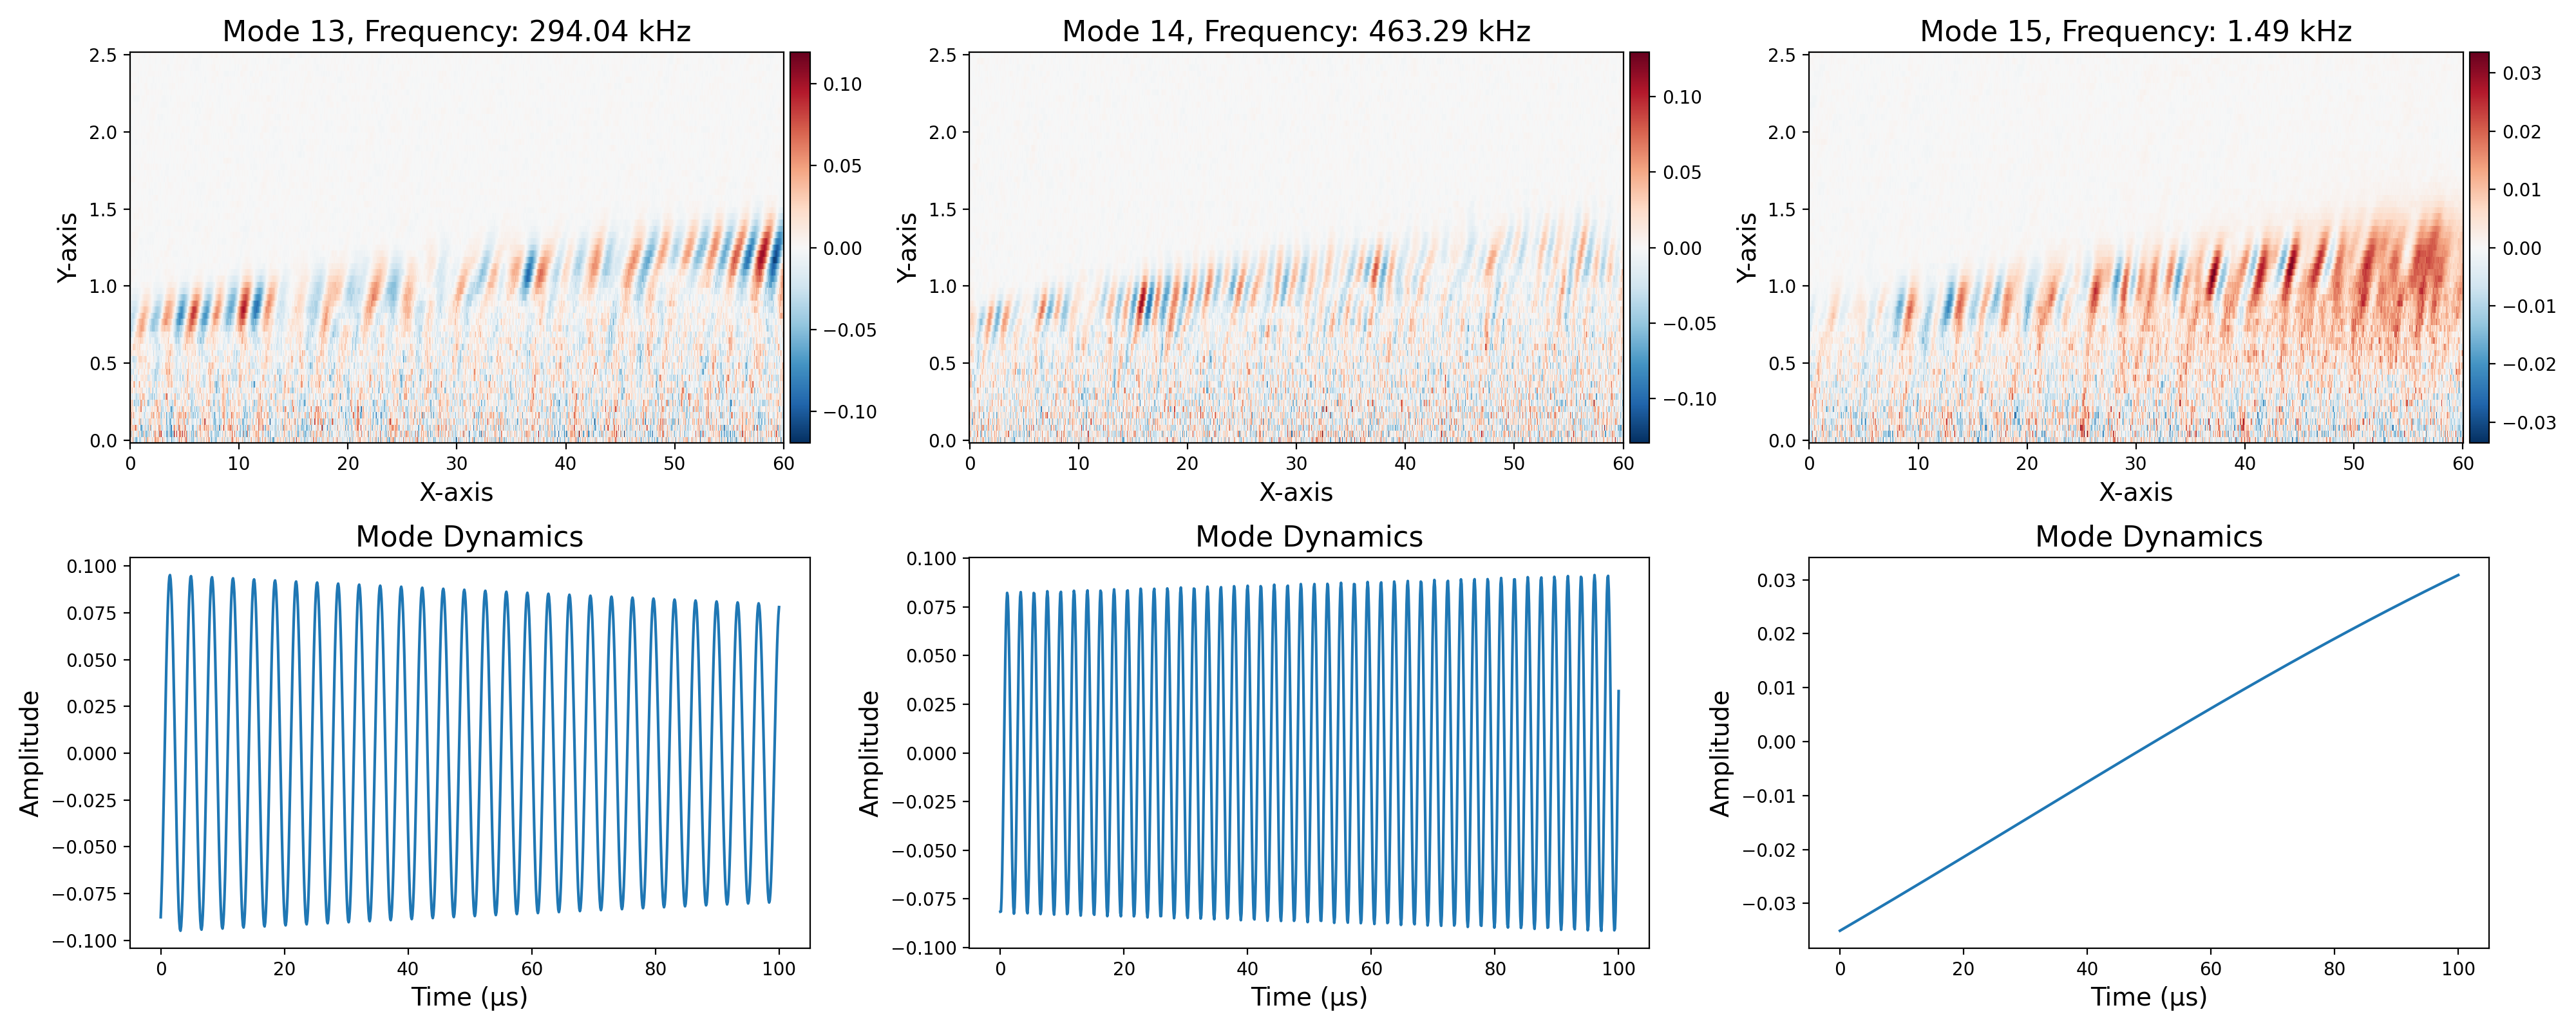 Mode 13, Frequency: 294.04 kHz
2.5
2.0
1.5
1.0
0.5
0.0
Y-axis
0 10 20 30 40 50 60
X-axis
0.10
0.05
0.00
−0.05
−0.10
Mode 14, Frequency: 463.29 kHz
2.5
2.0
1.5
1.0
0.5
0.0
Y-axis
0 10 20 30 40 50 60
X-axis
0.10
0.05
0.00
−0.05
−0.10
Mode 15, Frequency: 1.49 kHz
2.5
2.0
1.5
1.0
0.5
0.0
Y-axis
0 10 20 30 40 50 60
X-axis
0.03
0.02
0.01
0.00
−0.01
−0.02
−0.03
Mode Dynamics
0.100
0.075
0.050
0.025
0.000
−0.025
−0.050
−0.075
−0.100
Amplitude
0 20 40 60 80 100
Time (μs)
Mode Dynamics
0.100
0.075
0.050
0.025
0.000
−0.025
−0.050
−0.075
−0.100
Amplitude
0 20 40 60 80 100
Time (μs)
Mode Dynamics
0.03
0.02
0.01
0.00
−0.01
−0.02
−0.03
Amplitude
0 20 40 60 80 100
Time (μs)